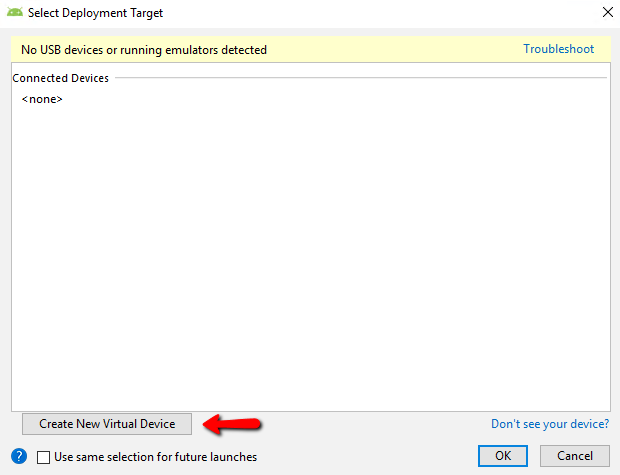 Select Deployment Target
No USB devices or running emulators detected Troubleshoot
Connected Devices
<none>
Create New Virtual Device Don't see your device?
? Use same selection for future launches OK Cancel